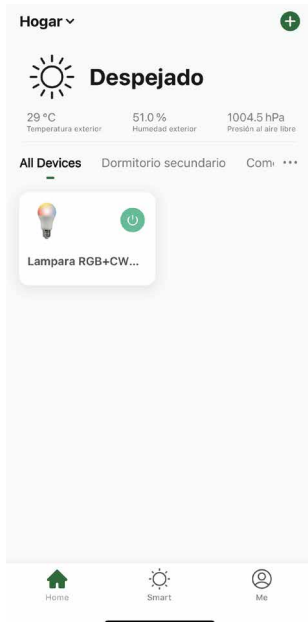 Hogar
Despejado
29 °C 51.0 % 1004.5 hPa
Temperatura exterior Humedad exterior Presión al aire libre
All Devices Dormitorio secundario Com
Lampara RGB+CW...
Home Smart Me